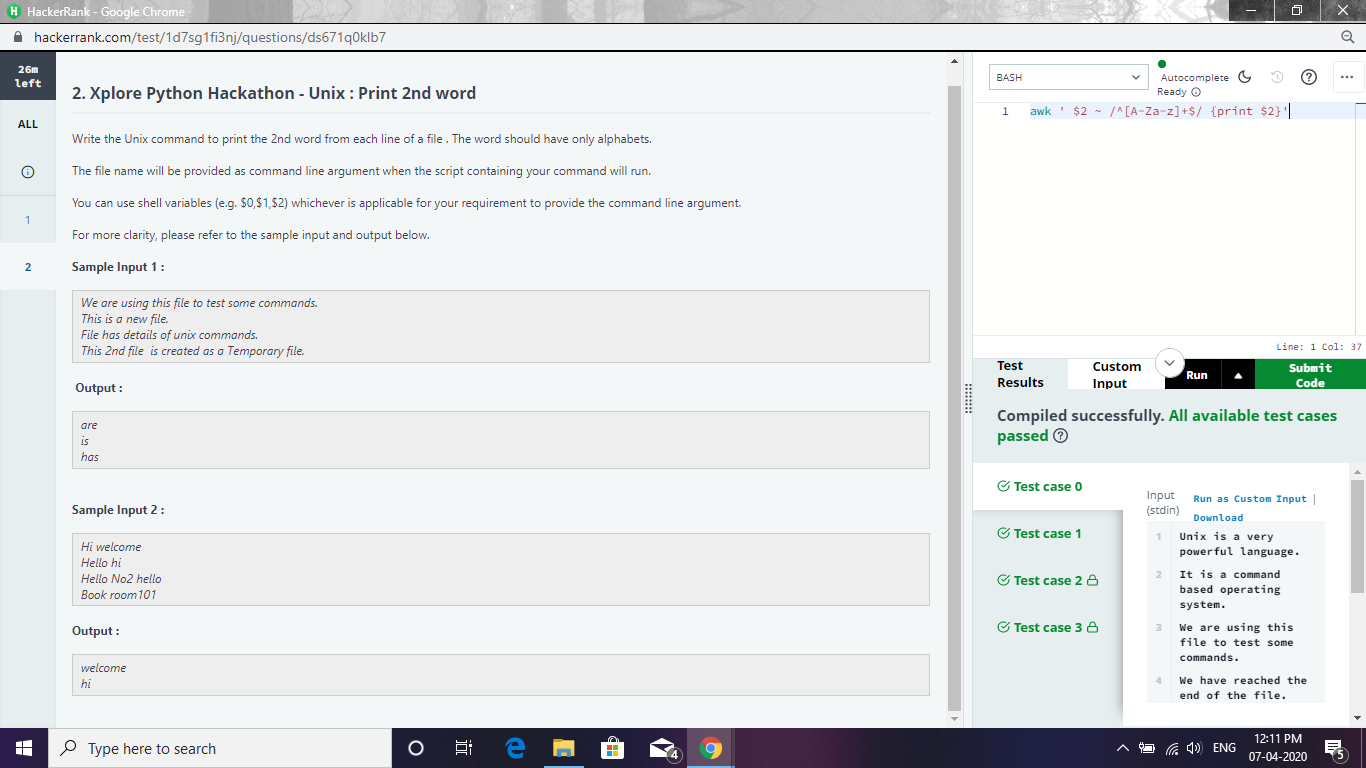 HackerRank - Google Chrome
hackerrank.com/test/1d7sg1fi3nj/questions/ds671q0klb7
26m
left
ALL
1
2
2. Xplore Python Hackathon - Unix : Print 2nd word
Write the Unix command to print the 2nd word from each line of a file . The word should have only alphabets.
The file name will be provided as command line argument when the script containing your command will run.
You can use shell variables (e.g. $0,$1,$2) whichever is applicable for your requirement to provide the command line argument.
For more clarity, please refer to the sample input and output below.
Sample Input 1 :
We are using this file to test some commands.
This is a new file.
File has details of unix commands.
This 2nd file  is created as a Temporary file.
Output :
are
is
has
Sample Input 2 :
Hi welcome
Hello hi
Hello No2 hello
Book room101
Output :
welcome
hi
BASH
Autocomplete
Ready
1 awk ' $2 ~ /^[A-Za-z]+$/ {print $2}'
Line: 1 Col: 37
Test
Results
Custom
Input
Run
Submit
Code
Compiled successfully. All available test cases
passed
Test case 0
Test case 1
Test case 2
Test case 3
Input
(stdin)
Run as Custom Input |
Download
1 Unix is a very
powerful language.
2 It is a command
based operating
system.
3 We are using this
file to test some
commands.
4 We have reached the
end of the file.
Type here to search
4
ENG
12:11 PM
07-04-2020
5